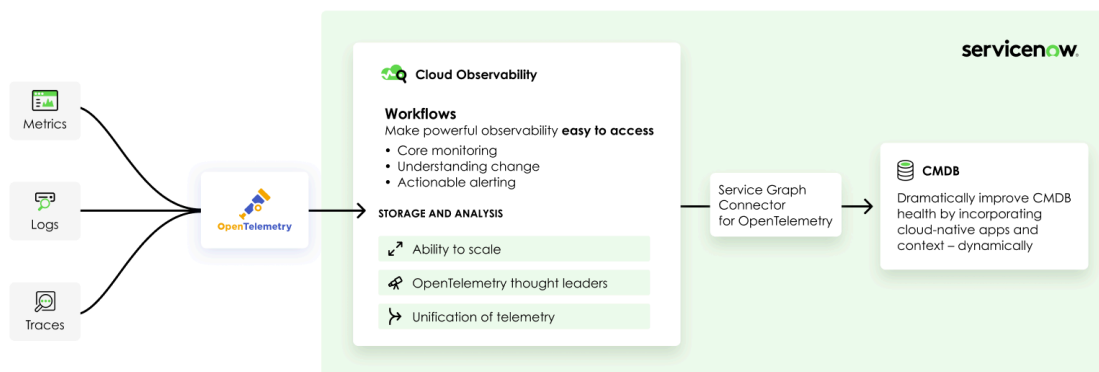 servicenow.
Cloud Observability
Metrics
Workflows
Make powerful observability easy to access
• Core monitoring
• Understanding change
• Actionable alerting
CMDB
Service Graph
Connector
for OpenTelemetry
Dramatically improve CMDB
health by incorporating
cloud-native apps and
context – dynamically
Logs
OpenTelemetry
STORAGE AND ANALYSIS
Ability to scale
OpenTelemetry thought leaders
Unification of telemetry
Traces